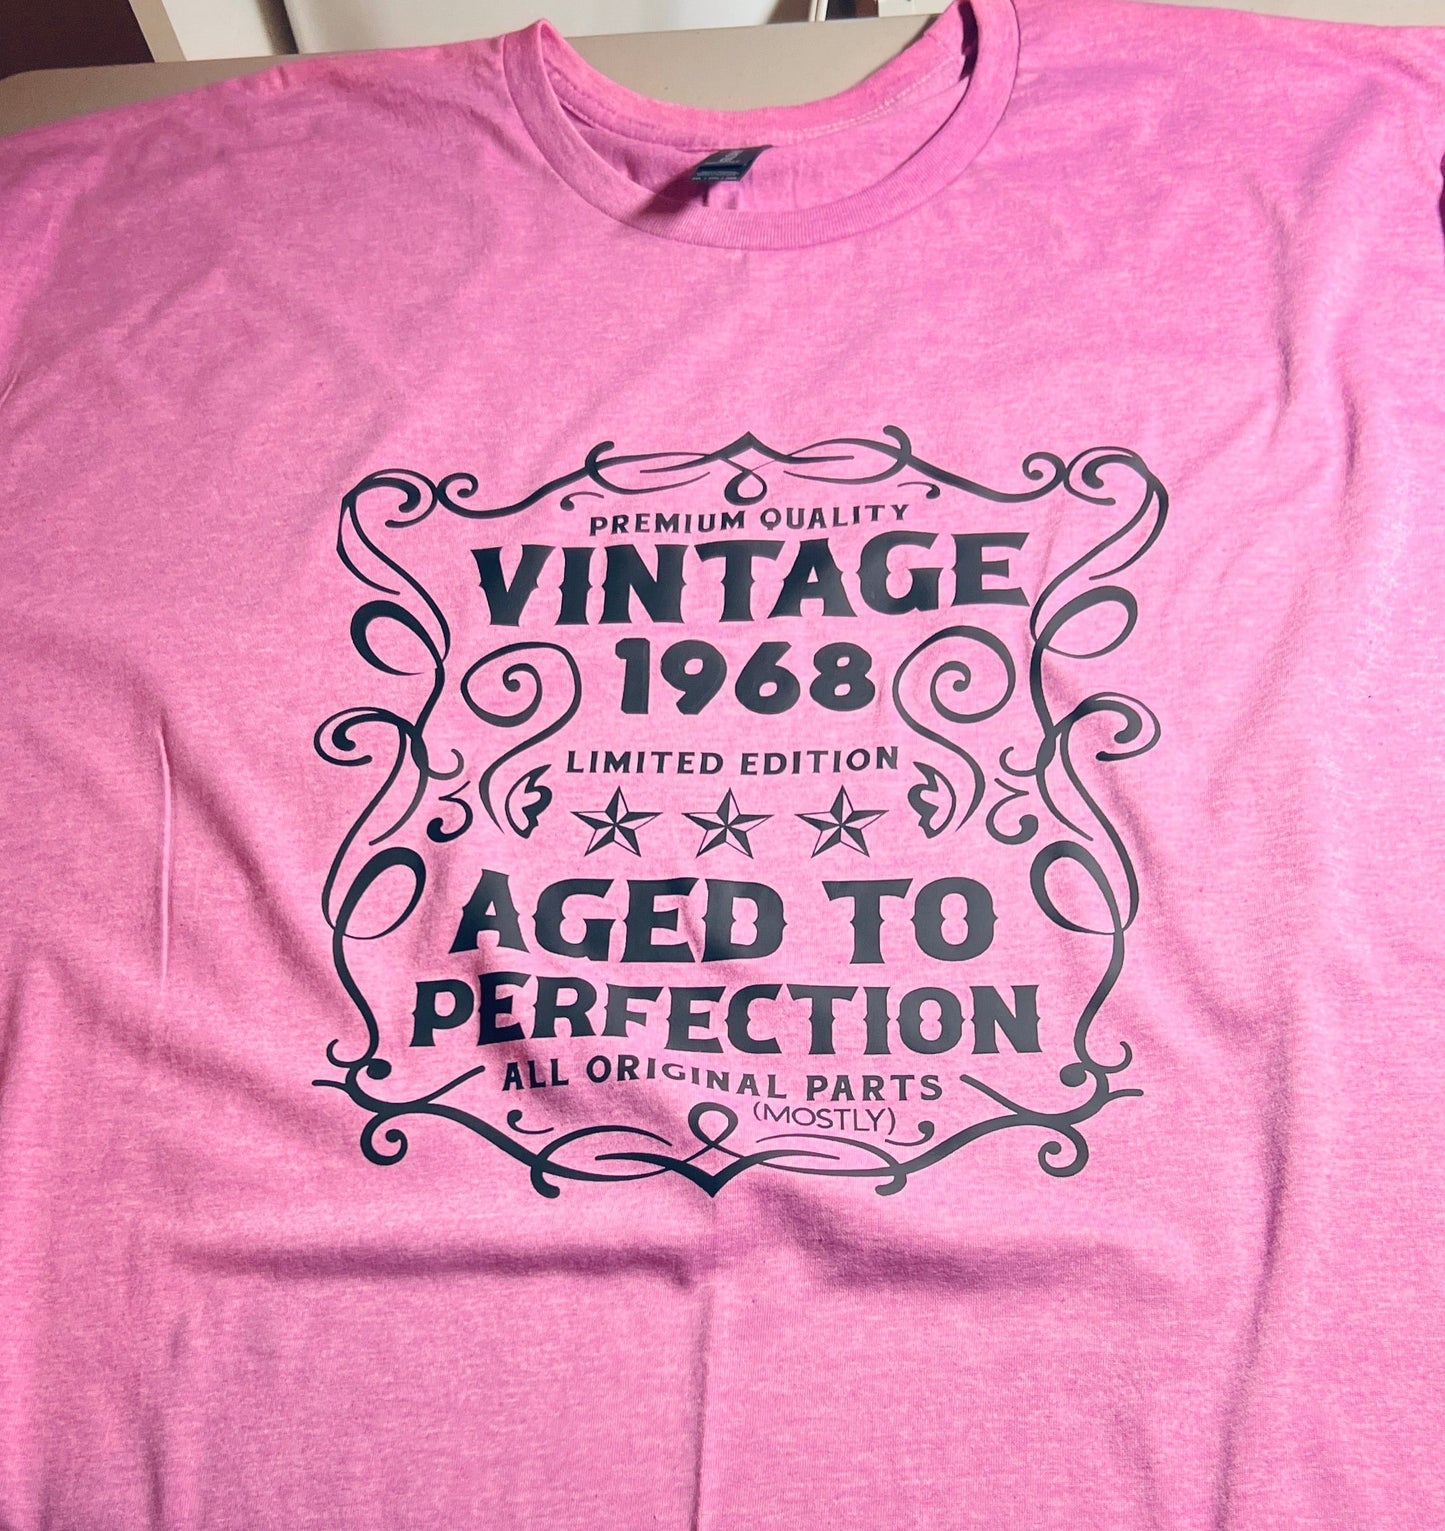 PREMIUM QUALITY
VINTAGE
1968
LIMITED EDITION
AGED TO
PERFECTION
ALL ORIGINAL PARTS
(MOSTLY)